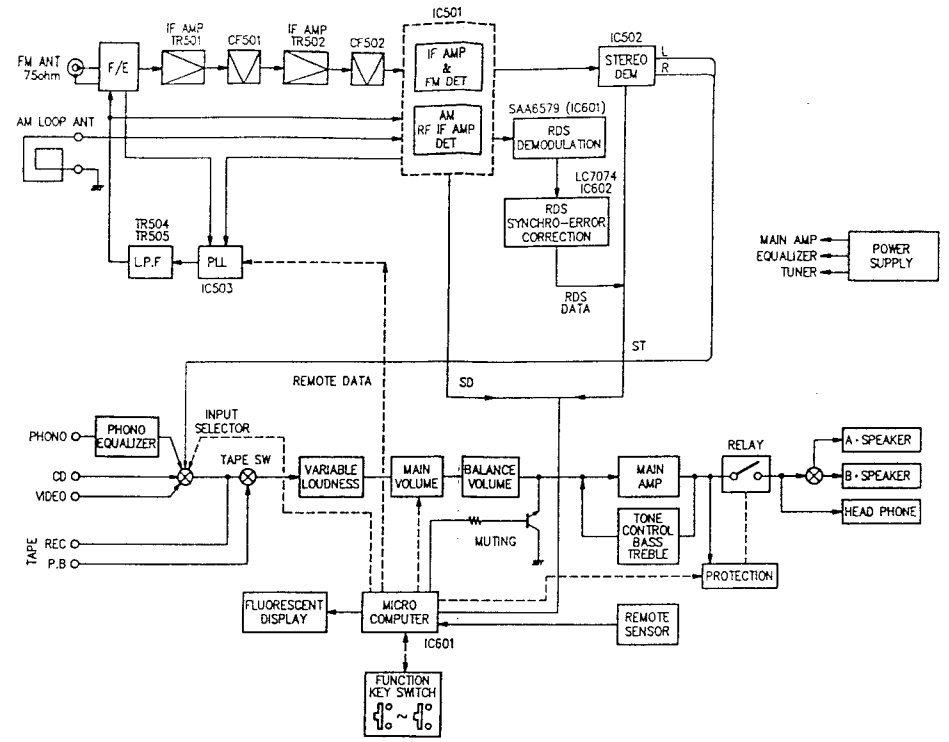 IC501
IF AMP
TR501
CF501
IF AMP
TR502
CF502
IC502
FM ANT
75ohm
F/E
IF AMP
&
FM DET
STEREO
DEM
L
R
AM LOOP ANT
AM
RF IF AMP
DET
SAA6579 (IC601)
RDS
DEMODULATION
LC7074
IC602
RDS
SYNCHRO-ERROR
CORRECTION
TR504
TR505
L.P.F
PLL
IC503
RDS
DATA
MAIN AMP
EQUALIZER
TUNER
POWER
SUPPLY
ST
REMOTE DATA
SD
INPUT
SELECTOR
PHONO
PHONO
EQUALIZER
TAPE SW
CD
VIDEO
VARIABLE
LOUDNESS
MAIN
VOLUME
BALANCE
VOLUME
MAIN
AMP
RELAY
A・SPEAKER
B・SPEAKER
HEAD PHONE
MUTING
TONE
CONTROL
BASS
TREBLE
TAPE
REC
P.B
PROTECTION
FLUORESCENT
DISPLAY
MICRO
COMPUTER
IC601
REMOTE
SENSOR
FUNCTION
KEY SWITCH
~